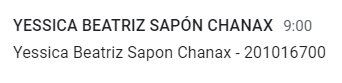 YESSICA BEATRIZ SAPÓN CHANAX 9:00
Yessica Beatriz Sapon Chanax - 201016700